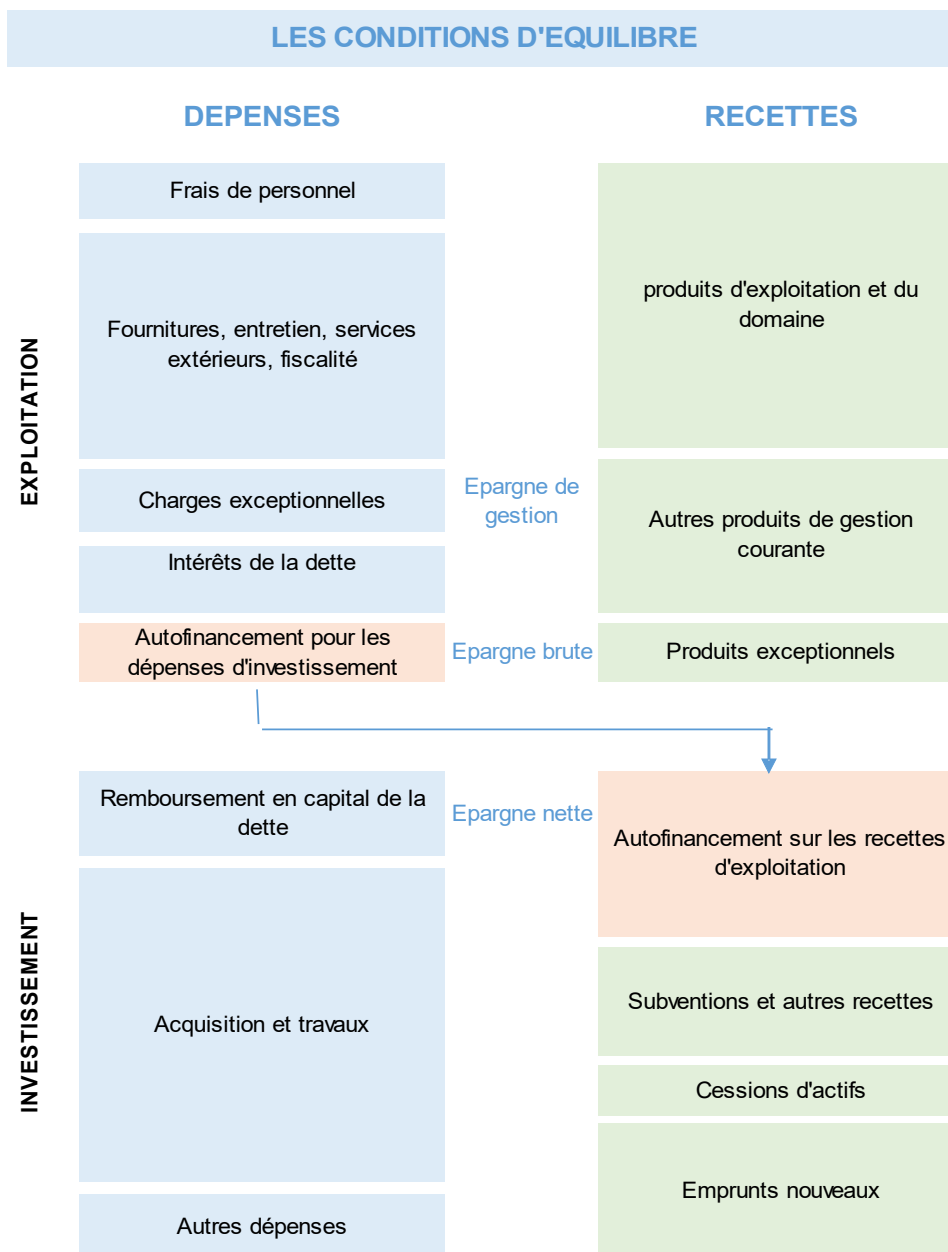 LES CONDITIONS D'EQUILIBRE
DEPENSES
RECETTES
EXPLOITATION
Frais de personnel
Fournitures, entretien, services
extérieurs, fiscalité
Charges exceptionnelles
Intérêts de la dette
Autofinancement pour les
dépenses d'investissement
Epargne de
gestion
Epargne brute
produits d'exploitation et du
domaine
Autres produits de gestion
courante
Produits exceptionnels
INVESTISSEMENT
Remboursement en capital de la
dette
Acquisition et travaux
Autres dépenses
Epargne nette
Autofinancement sur les recettes
d'exploitation
Subventions et autres recettes
Cessions d'actifs
Emprunts nouveaux